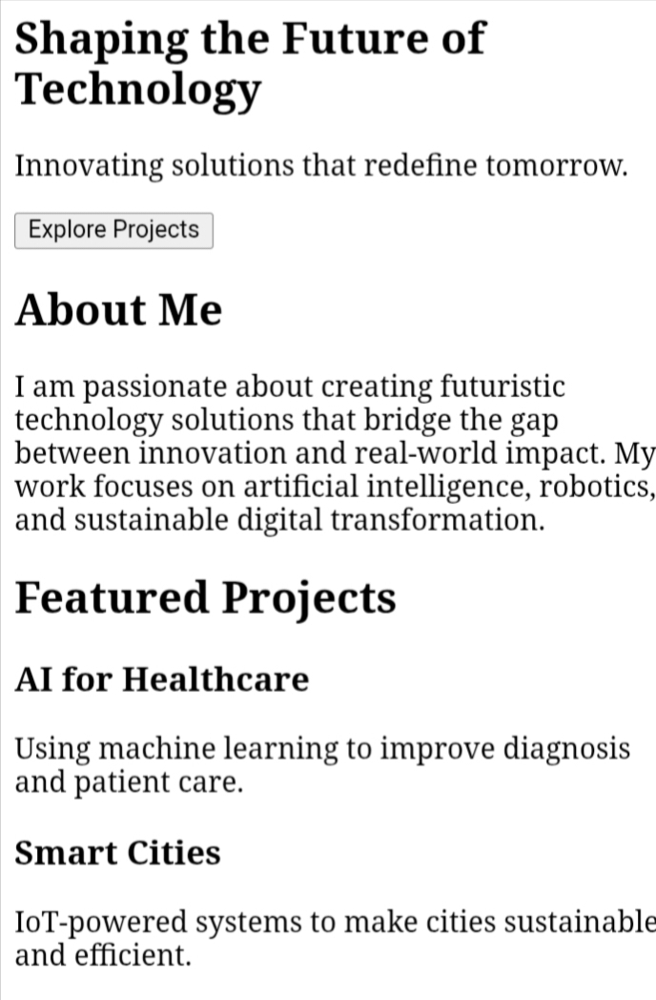 Shaping the Future of
Technology
Innovating solutions that redefine tomorrow.
Explore Projects
About Me
I am passionate about creating futuristic
technology solutions that bridge the gap
between innovation and real-world impact. My
work focuses on artificial intelligence, robotics,
and sustainable digital transformation.
Featured Projects
AI for Healthcare
Using machine learning to improve diagnosis
and patient care.
Smart Cities
IoT-powered systems to make cities sustainable
and efficient.